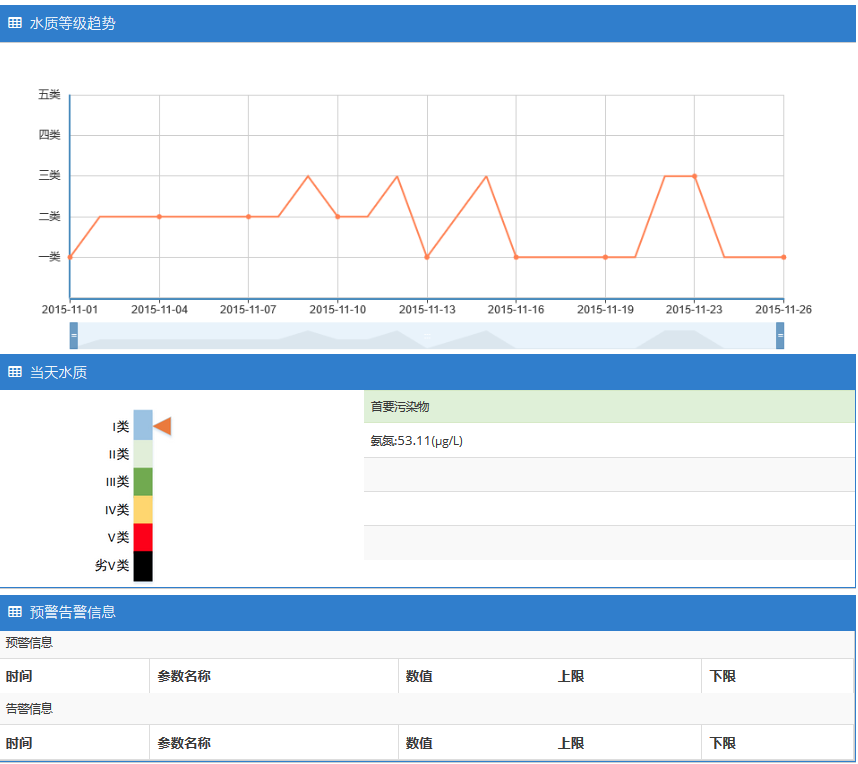 水质等级趋势
五类
四类
三类
二类
一类
2015-11-01 2015-11-04 2015-11-07 2015-11-10 2015-11-13 2015-11-16 2015-11-19 2015-11-23 2015-11-26
当天水质
首要污染物
I类
氨氮:53.11(μg/L)
II类
III类
IV类
V类
劣V类
预警告警信息
预警信息
时间 参数名称 数值 上限 下限
告警信息
时间 参数名称 数值 上限 下限